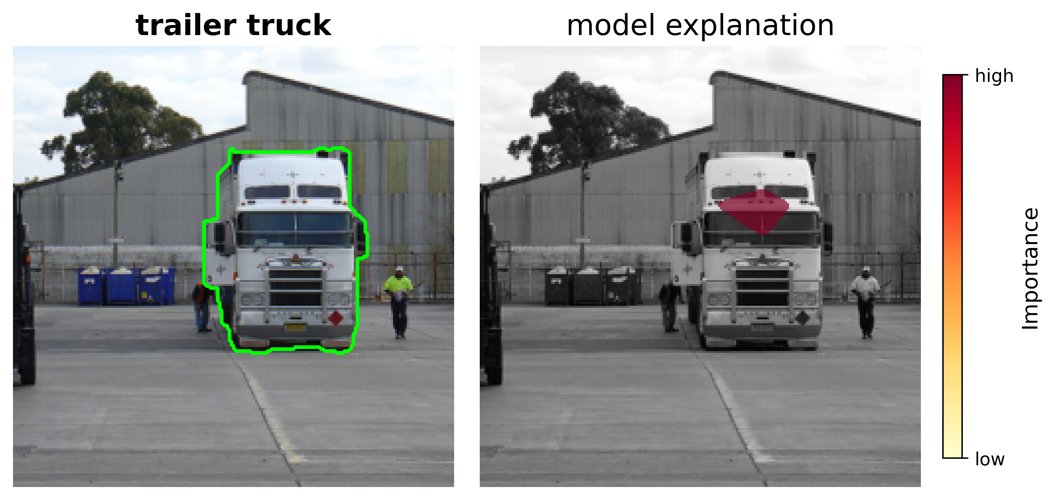 trailer truck
model explanation
high
Importance
low